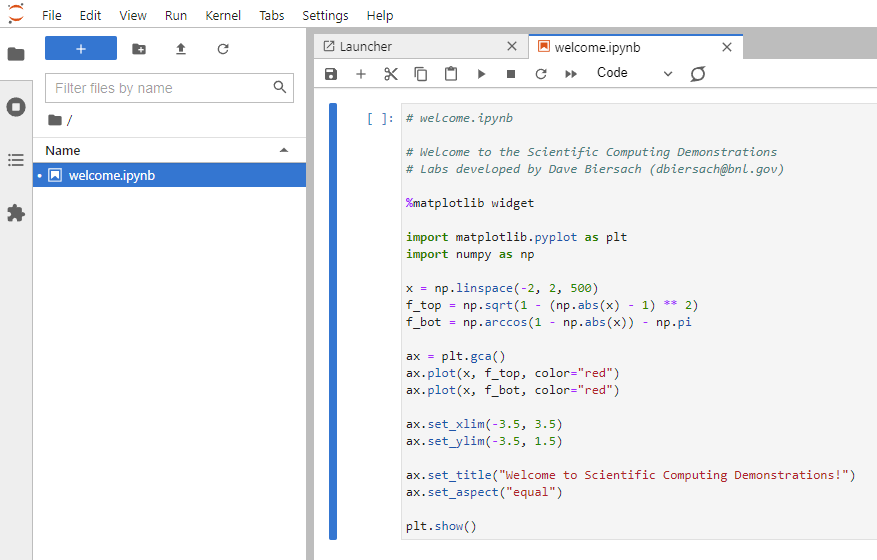 File Edit View Run Kernel Tabs Settings Help
+
Filter files by name
/
Name
welcome.ipynb
Launcher
welcome.ipynb
Code
[ ]:
# welcome.ipynb
# Welcome to the Scientific Computing Demonstrations
# Labs developed by Dave Biersach (dbiersach@bnl.gov)
%matplotlib widget
import matplotlib.pyplot as plt
import numpy as np
x = np.linspace(-2, 2, 500)
f_top = np.sqrt(1 - (np.abs(x) - 1) ** 2)
f_bot = np.arccos(1 - np.abs(x)) - np.pi
ax = plt.gca()
ax.plot(x, f_top, color="red")
ax.plot(x, f_bot, color="red")
ax.set_xlim(-3.5, 3.5)
ax.set_ylim(-3.5, 1.5)
ax.set_title("Welcome to Scientific Computing Demonstrations!")
ax.set_aspect("equal")
plt.show()